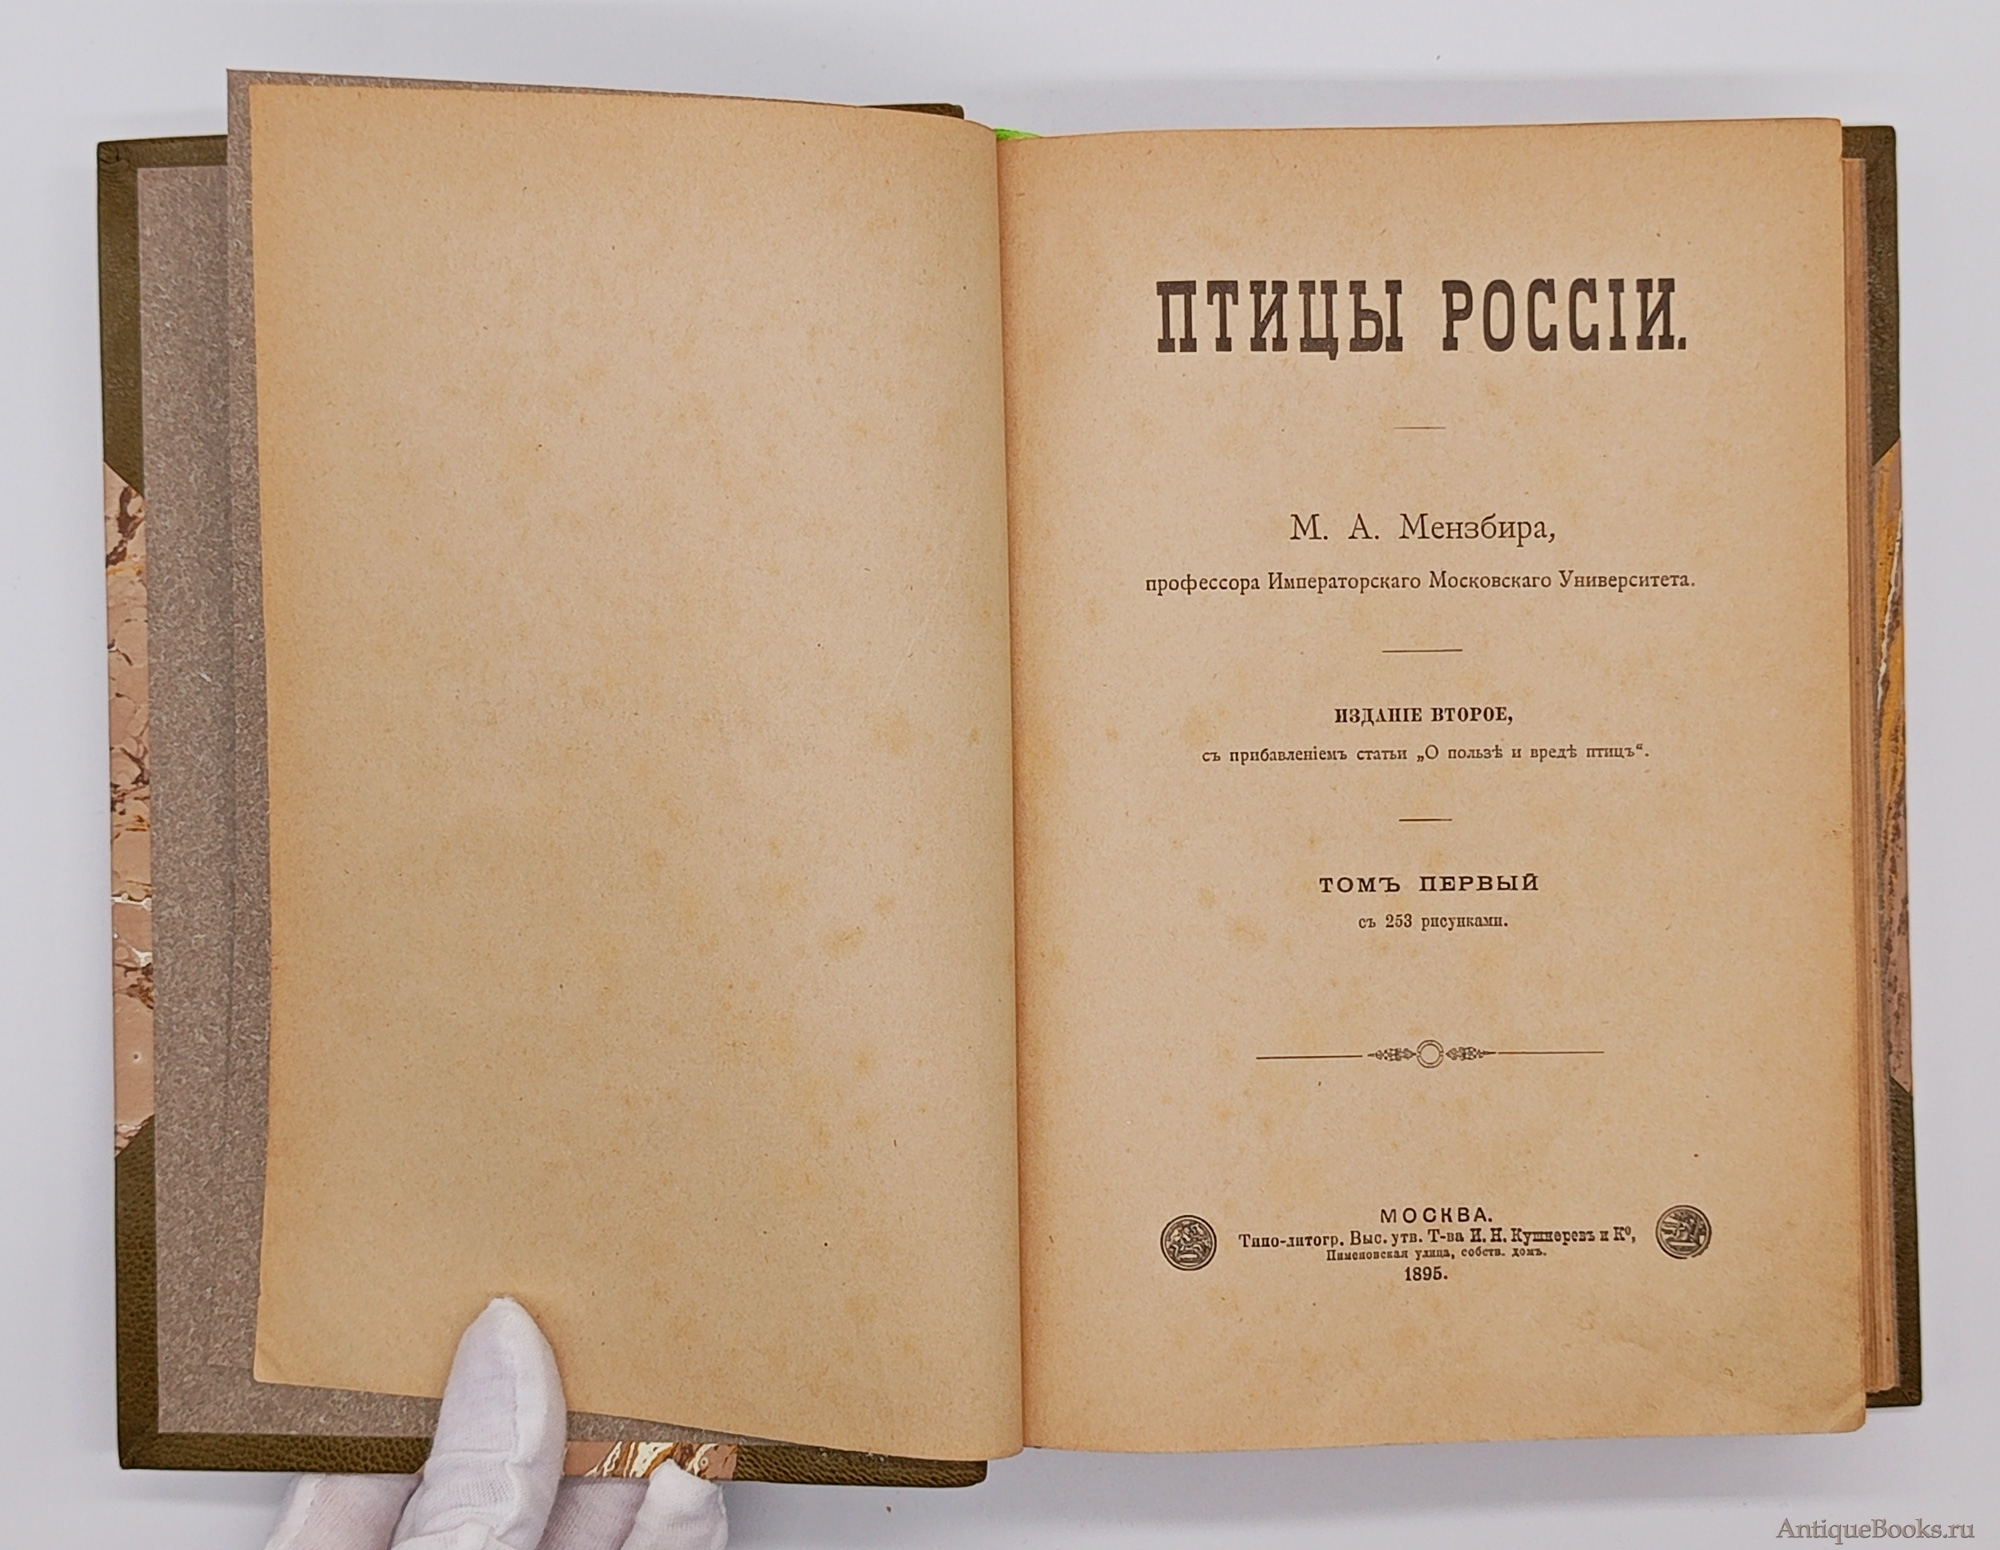 ПТИЦЫ РОССІИ.
М. А. Мензбира,
профессора Императорскаго Московскаго Университета.
ИЗДАНІЕ ВТОРОЕ,
съ прибавленіемъ статьи „О пользѣ и вредѣ птицъ“.
ТОМЪ ПЕРВЫЙ
съ 253 рисунками.
МОСКВА.
Типо-литогр. Выс. утв. Т-ва И. Н. Кушнеревъ и Кº,
Пименовская улица, собств. домъ.
1895.
AntiqueBooks.ru